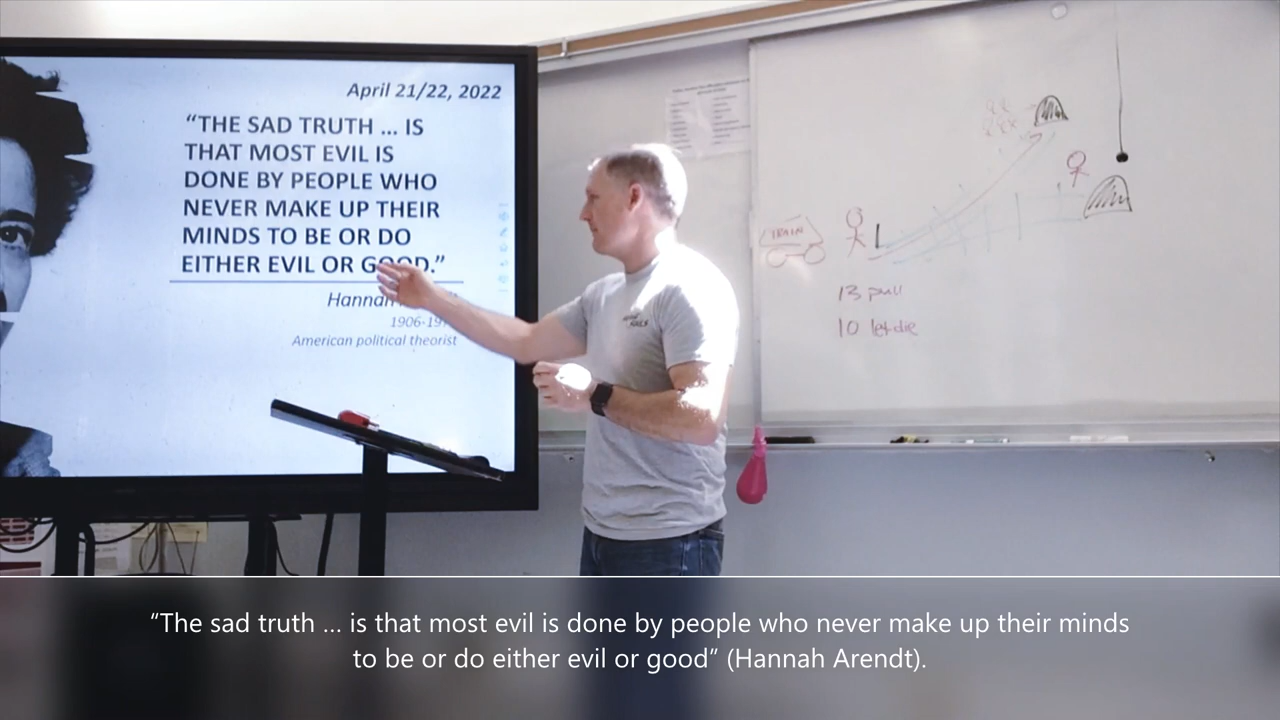 April 21/22, 2022
“THE SAD TRUTH ... IS
THAT MOST EVIL IS
DONE BY PEOPLE WHO
NEVER MAKE UP THEIR
MINDS TO BE OR DO
EITHER EVIL OR GOOD.”
Hannah
1906-19
American political theorist
TRAIN
13 pull
10 let die
“The sad truth ... is that most evil is done by people who never make up their minds
to be or do either evil or good” (Hannah Arendt).